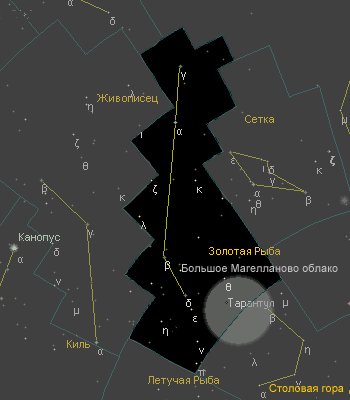 α
δ
γ
Живописец
λ
η
Сетка
α
ι
ζ
θ
ε
ι
δ
γ
κ
ζ
α
β
η
θ
ζ
κ
κ
β
λ
γ
Канопус
α
δ
Золотая Рыба
β
Большое Магелланово облако
ν
θ
δ
Тарантул
μ
μ
ε
β
η
Киль
α
ν
η
λ
π
Летучая Рыба
Столовая гора
α